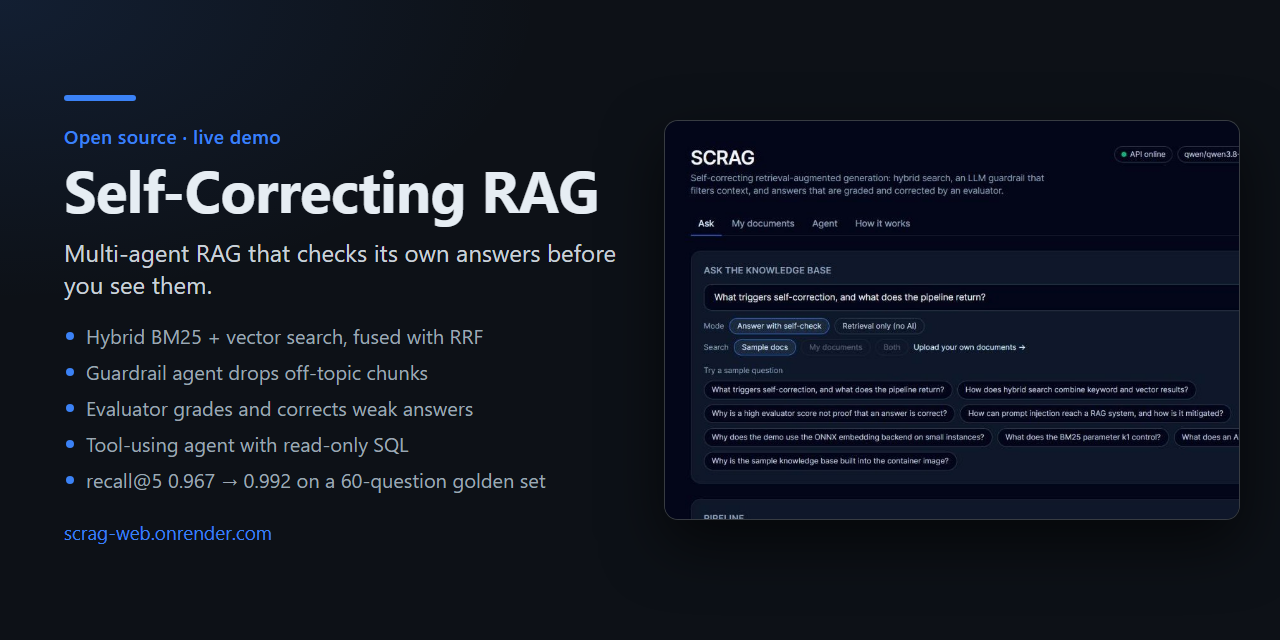 Open source · live demo
Self-Correcting RAG
Multi-agent RAG that checks its own answers before
you see them.
Hybrid BM25 + vector search, fused with RRF
Guardrail agent drops off-topic chunks
Evaluator grades and corrects weak answers
Tool-using agent with read-only SQL
recall@5 0.967 → 0.992 on a 60-question golden set
scrag-web.onrender.com
SCRAG
API online qwen/qwen3.8-
Self-correcting retrieval-augmented generation: hybrid search, an LLM guardrail that
filters context, and answers that are graded and corrected by an evaluator.
Ask My documents Agent How it works
ASK THE KNOWLEDGE BASE
What triggers self-correction, and what does the pipeline return?
Mode Answer with self-check Retrieval only (no AI)
Search Sample docs My documents Both Upload your own documents →
Try a sample question
What triggers self-correction, and what does the pipeline return? How does hybrid search combine keyword and vector results?
Why is a high evaluator score not proof that an answer is correct? How can prompt injection reach a RAG system, and how is it mitigated?
Why does the demo use the ONNX embedding backend on small instances? What does the BM25 parameter k1 control? What does an A
Why is the sample knowledge base built into the container image?
PIPELINE